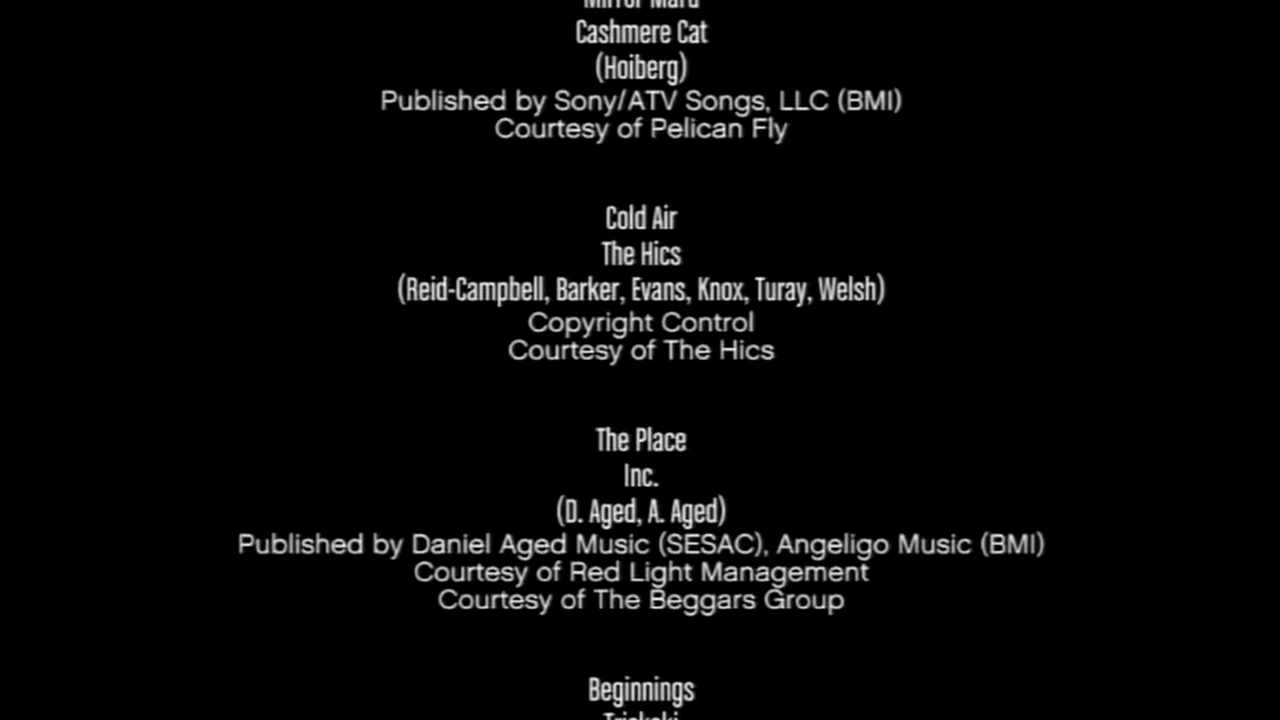 Mirror Maru
Cashmere Cat
(Hoiberg)
Published by Sony/ATV Songs, LLC (BMI)
Courtesy of Pelican Fly
Cold Air
The Hics
(Reid-Campbell, Barker, Evans, Knox, Turay, Welsh)
Copyright Control
Courtesy of The Hics
The Place
Inc.
(D. Aged, A. Aged)
Published by Daniel Aged Music (SESAC), Angeligo Music (BMI)
Courtesy of Red Light Management
Courtesy of The Beggars Group
Beginnings